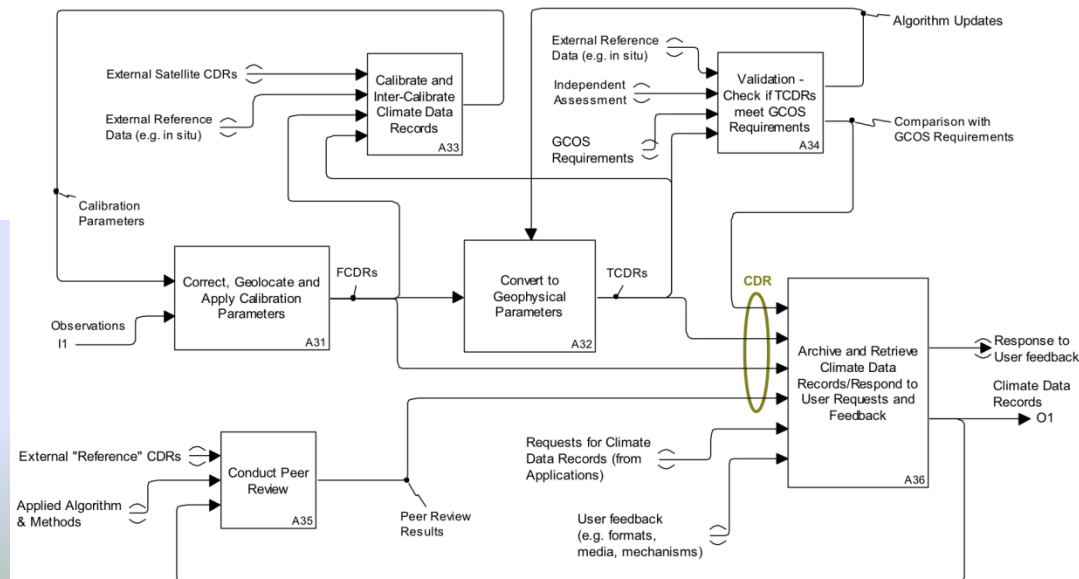 Algorithm Updates
External Reference
Data (e.g. in situ)
External Satellite CDRs
Calibrate and
Inter-Calibrate
Climate Data
Records
A33
Independent
Assessment
Validation -
Check if TCDRs
meet GCOS
Requirements
A34
External Reference
Data (e.g. in situ)
GCOS
Requirements
Comparison with
GCOS Requirements
Calibration
Parameters
Correct, Geolocate and
Apply Calibration
Parameters
A31
FCDRs
Convert to
Geophysical
Parameters
A32
TCDRs
CDR
Observations
I1
Archive and Retrieve
Climate Data
Records/Respond to
User Requests and
Feedback
A36
Response to
User feedback
Climate Data
Records
O1
External "Reference" CDRs
Conduct Peer
Review
A35
Applied Algorithm
& Methods
Peer Review
Results
Requests for Climate
Data Records (from
Applications)
User feedback
(e.g. formats,
media, mechanisms)